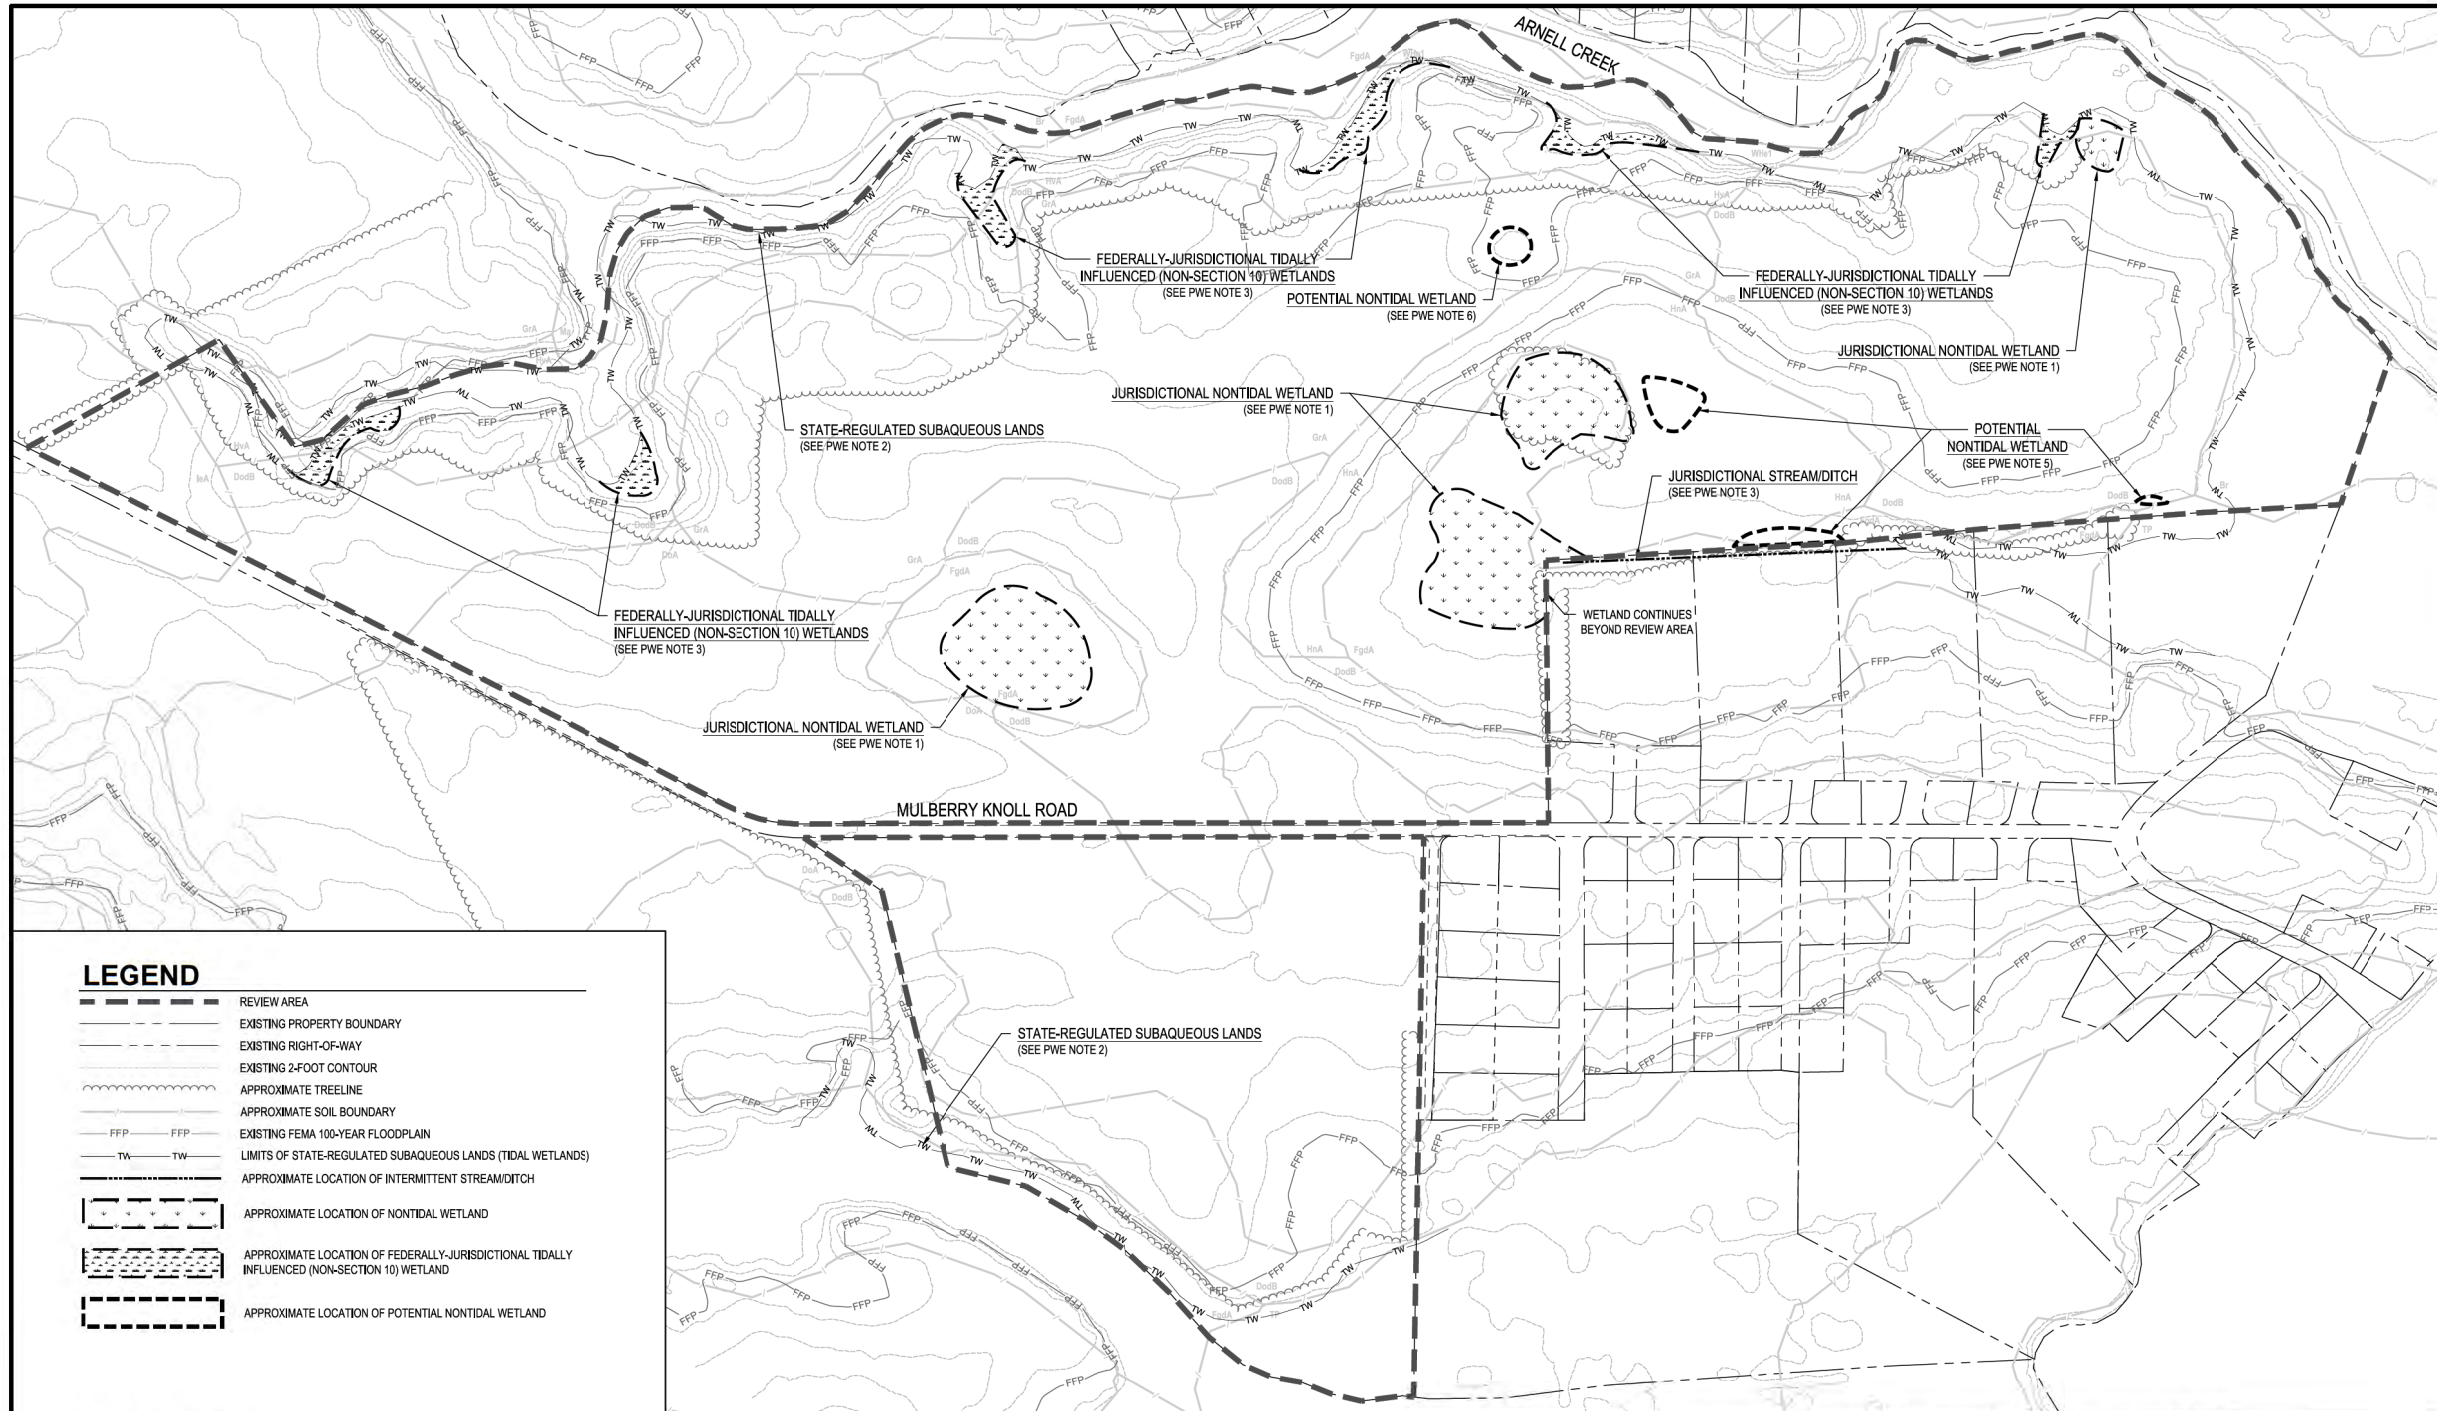 ARNELL CREEK
FEDERALLY-JURISDICTIONAL TIDALLY
INFLUENCED (NON-SECTION 10) WETLANDS
(SEE PWE NOTE 3)
POTENTIAL NONTIDAL WETLAND
(SEE PWE NOTE 6)
FEDERALLY-JURISDICTIONAL TIDALLY
INFLUENCED (NON-SECTION 10) WETLANDS
(SEE PWE NOTE 3)
JURISDICTIONAL NONTIDAL WETLAND
(SEE PWE NOTE 1)
JURISDICTIONAL NONTIDAL WETLAND
(SEE PWE NOTE 1)
STATE-REGULATED SUBAQUEOUS LANDS
(SEE PWE NOTE 2)
POTENTIAL
NONTIDAL WETLAND
(SEE PWE NOTE 5)
JURISDICTIONAL STREAM/DITCH
(SEE PWE NOTE 3)
FEDERALLY-JURISDICTIONAL TIDALLY
INFLUENCED (NON-SECTION 10) WETLANDS
(SEE PWE NOTE 3)
WETLAND CONTINUES
BEYOND REVIEW AREA
JURISDICTIONAL NONTIDAL WETLAND
(SEE PWE NOTE 1)
MULBERRY KNOLL ROAD
STATE-REGULATED SUBAQUEOUS LANDS
(SEE PWE NOTE 2)
LEGEND
REVIEW AREA
EXISTING PROPERTY BOUNDARY
EXISTING RIGHT-OF-WAY
EXISTING 2-FOOT CONTOUR
APPROXIMATE TREELINE
APPROXIMATE SOIL BOUNDARY
FFP FFP EXISTING FEMA 100-YEAR FLOODPLAIN
TW TW LIMITS OF STATE-REGULATED SUBAQUEOUS LANDS (TIDAL WETLANDS)
APPROXIMATE LOCATION OF INTERMITTENT STREAM/DITCH
APPROXIMATE LOCATION OF NONTIDAL WETLAND
APPROXIMATE LOCATION OF FEDERALLY-JURISDICTIONAL TIDALLY
INFLUENCED (NON-SECTION 10) WETLAND
APPROXIMATE LOCATION OF POTENTIAL NONTIDAL WETLAND